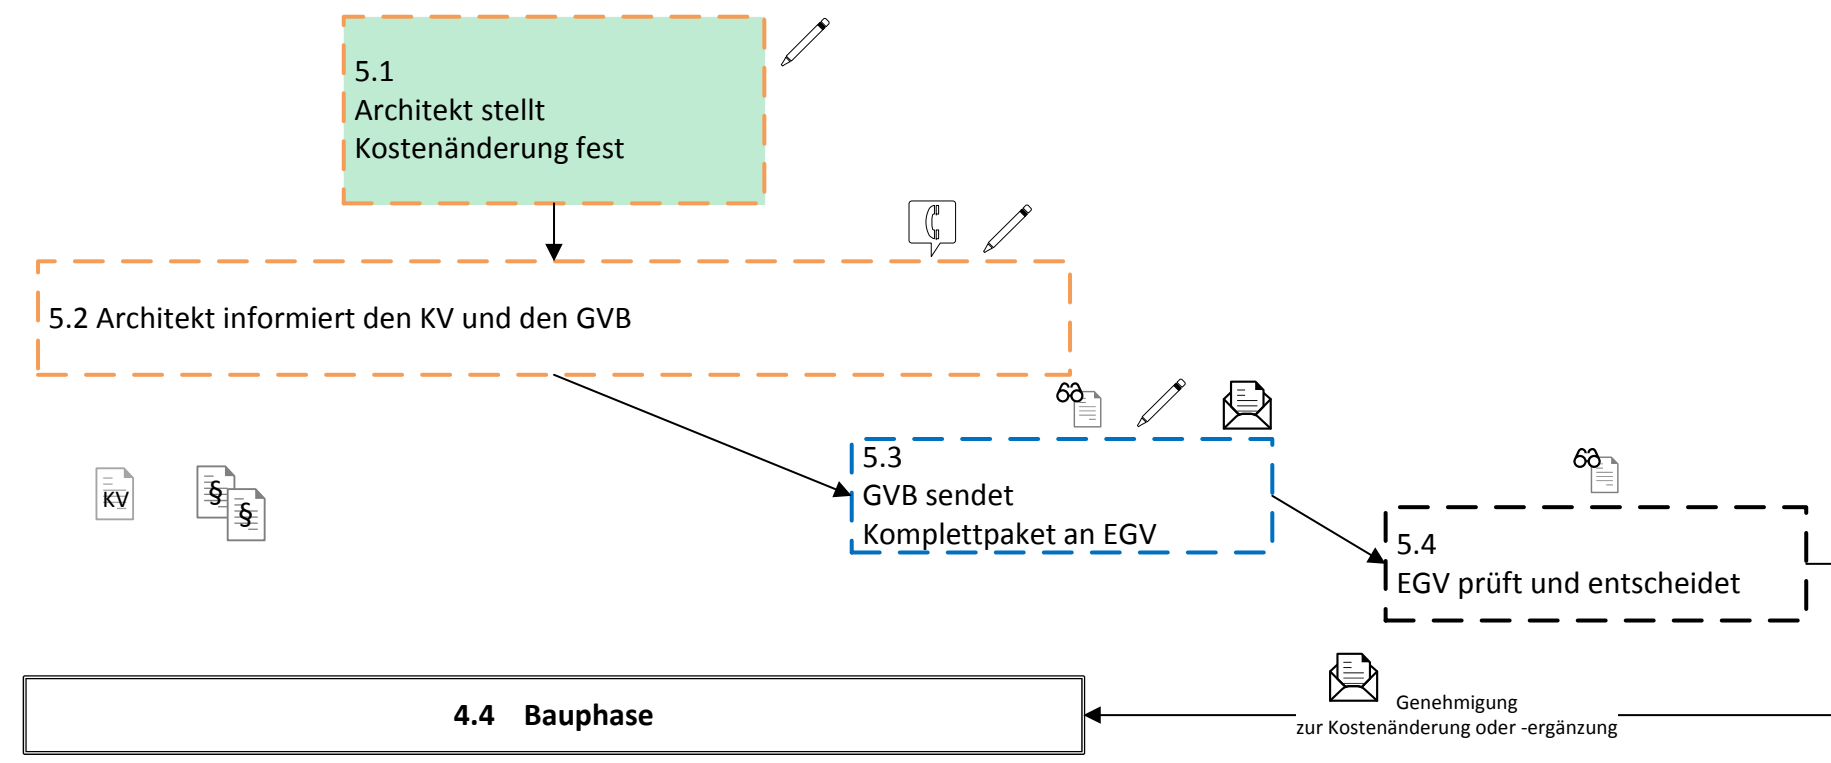 5.1
Architekt stellt
Kostenänderung fest
5.2 Architekt informiert den KV und den GVB
5.3
GVB sendet
Komplettpaket an EGV
KV
§
§
5.4
EGV prüft und entscheidet
4.4 Bauphase
Genehmigung
zur Kostenänderung oder -ergänzung